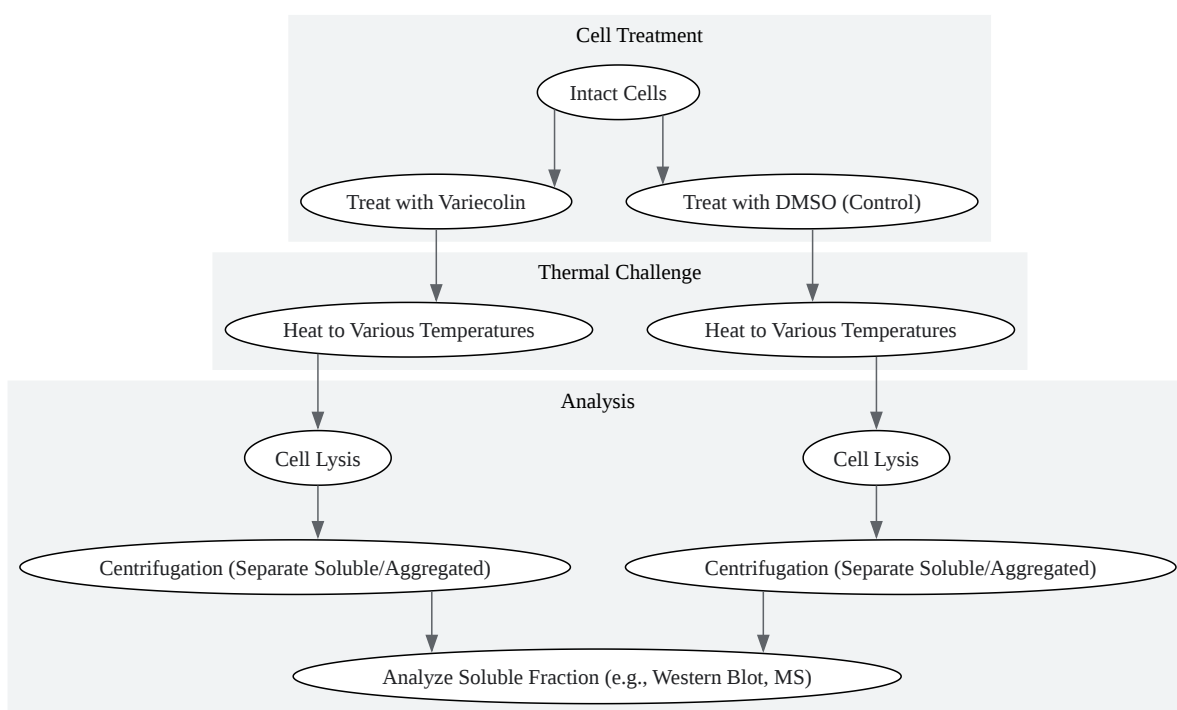 Cell Treatment
Intact Cells
Treat with Variecolin
Treat with DMSO (Control)
Thermal Challenge
Heat to Various Temperatures
Heat to Various Temperatures
Analysis
Cell Lysis
Cell Lysis
Centrifugation (Separate Soluble/Aggregated)
Centrifugation (Separate Soluble/Aggregated)
Analyze Soluble Fraction (e.g., Western Blot, MS)